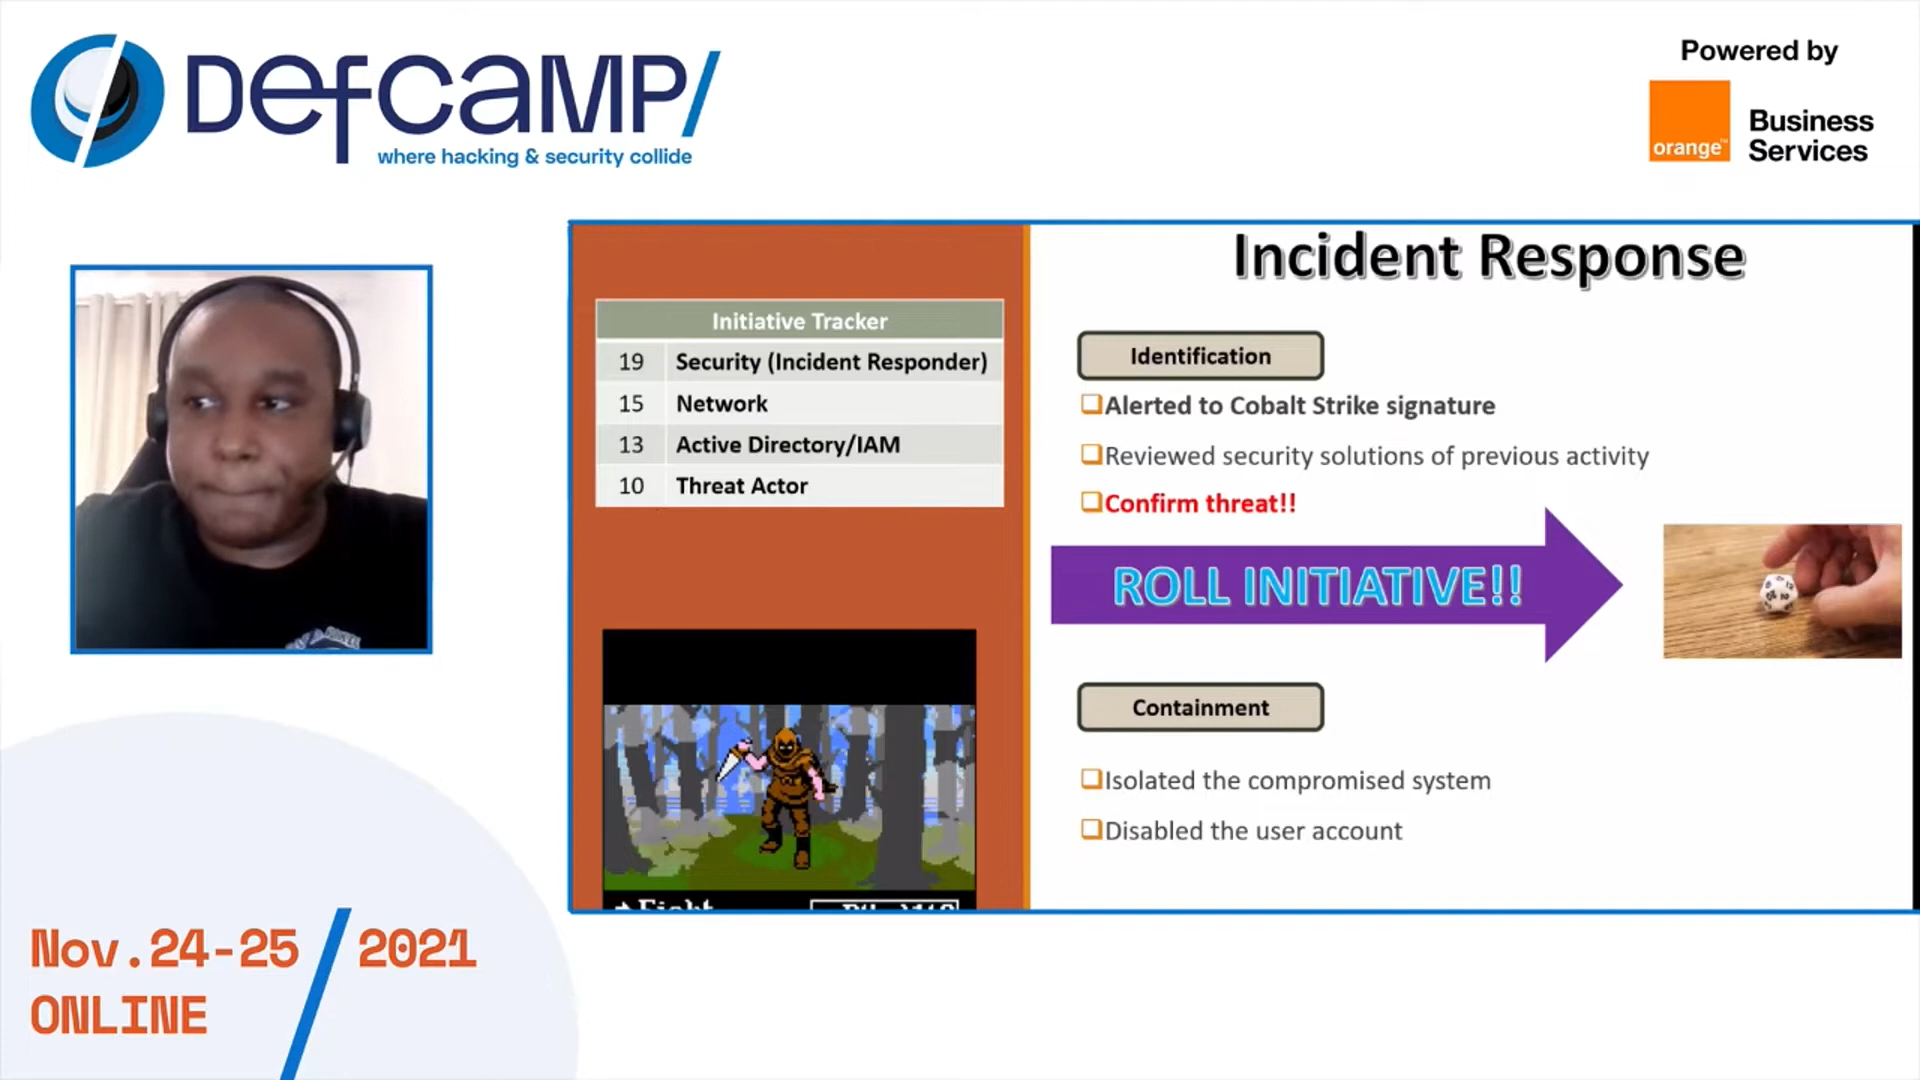 DefCamp/
where hacking & security collide
Powered by
orange™
Business
Services
Initiative Tracker
19 Security (Incident Responder)
15 Network
13 Active Directory/IAM
10 Threat Actor
Incident Response
Identification
Alerted to Cobalt Strike signature
Reviewed security solutions of previous activity
Confirm threat!!
ROLL INITIATIVE!!
Containment
Isolated the compromised system
Disabled the user account
Fight
Nov.24-25 / 2021
ONLINE